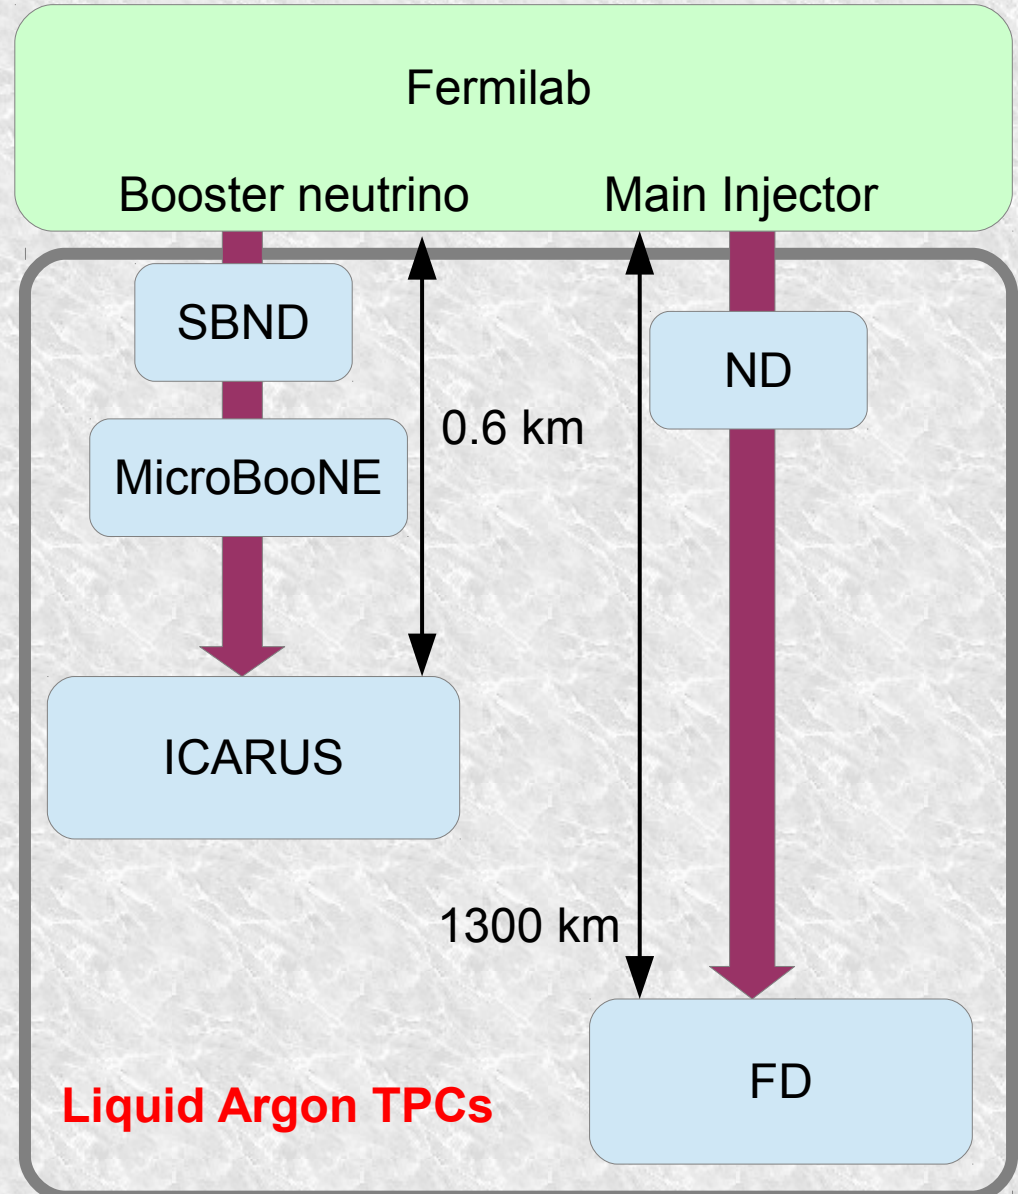 Fermilab
Booster neutrino
Main Injector
SBND
MicroBooNE
ICARUS
0.6 km
ND
1300 km
FD
Liquid Argon TPCs